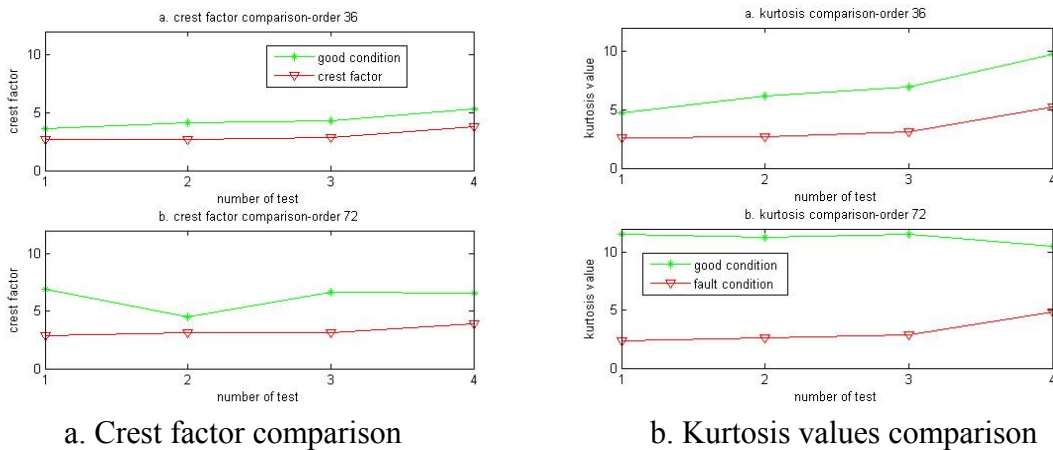 a. crest factor comparison-order 36
10
5
0
crest factor
good condition
crest factor
1 2 3 4
number of test
b. crest factor comparison-order 72
10
5
0
crest factor
1 2 3 4
number of test
a. Crest factor comparison
a. kurtosis comparison-order 36
10
5
0
kurtosis value
1 2 3 4
number of test
b. kurtosis comparison-order 72
10
5
0
kurtosis value
good condition
fault condition
1 2 3 4
number of test
b. Kurtosis values comparison